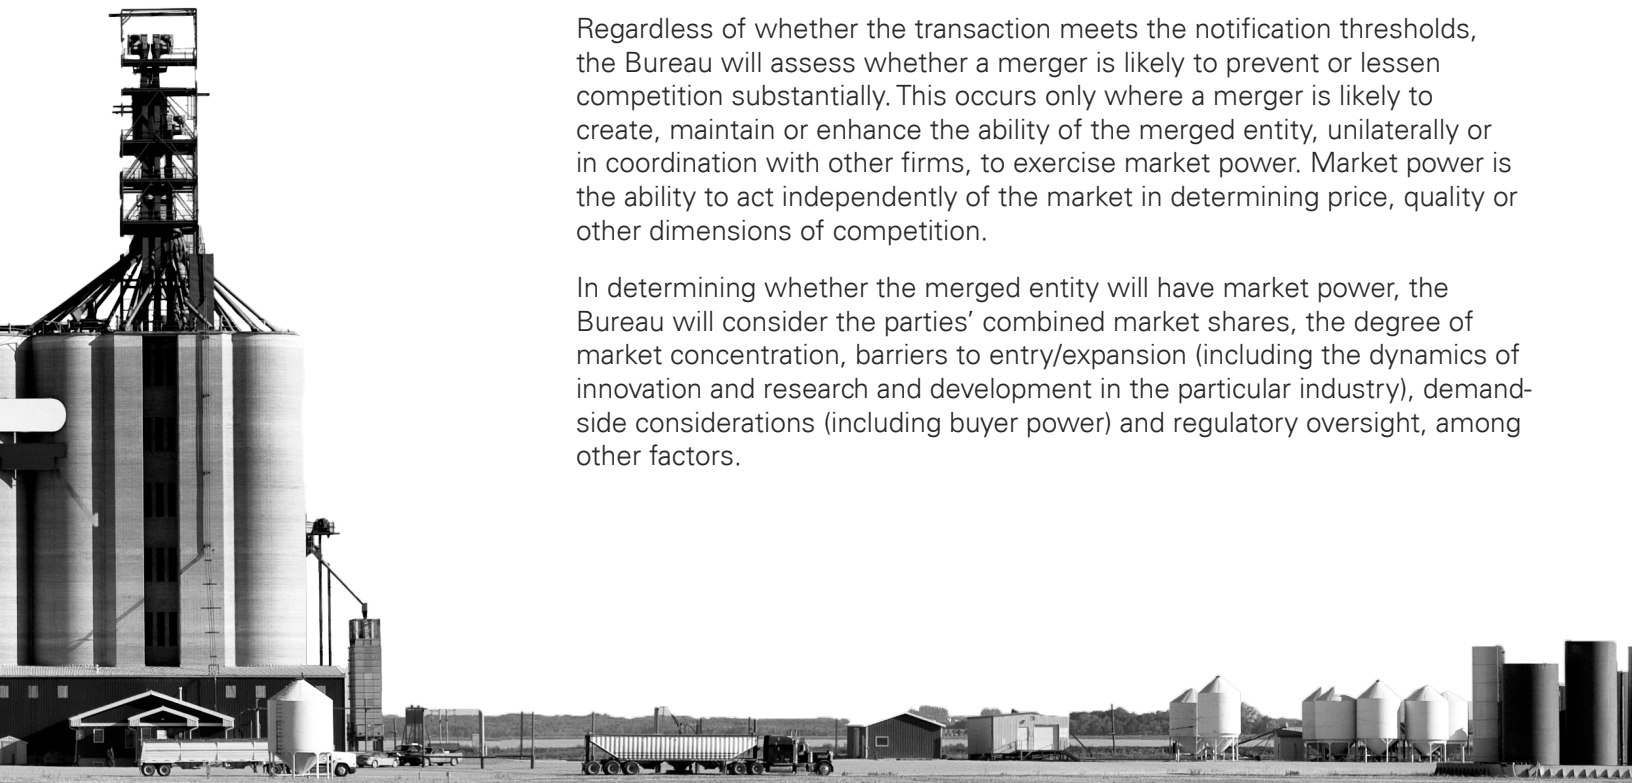 Regardless of whether the transaction meets the notification thresholds,
the Bureau will assess whether a merger is likely to prevent or lessen
competition substantially. This occurs only where a merger is likely to
create, maintain or enhance the ability of the merged entity, unilaterally or
in coordination with other firms, to exercise market power. Market power is
the ability to act independently of the market in determining price, quality or
other dimensions of competition.
In determining whether the merged entity will have market power, the
Bureau will consider the parties’ combined market shares, the degree of
market concentration, barriers to entry/expansion (including the dynamics of
innovation and research and development in the particular industry), demand-
side considerations (including buyer power) and regulatory oversight, among
other factors.